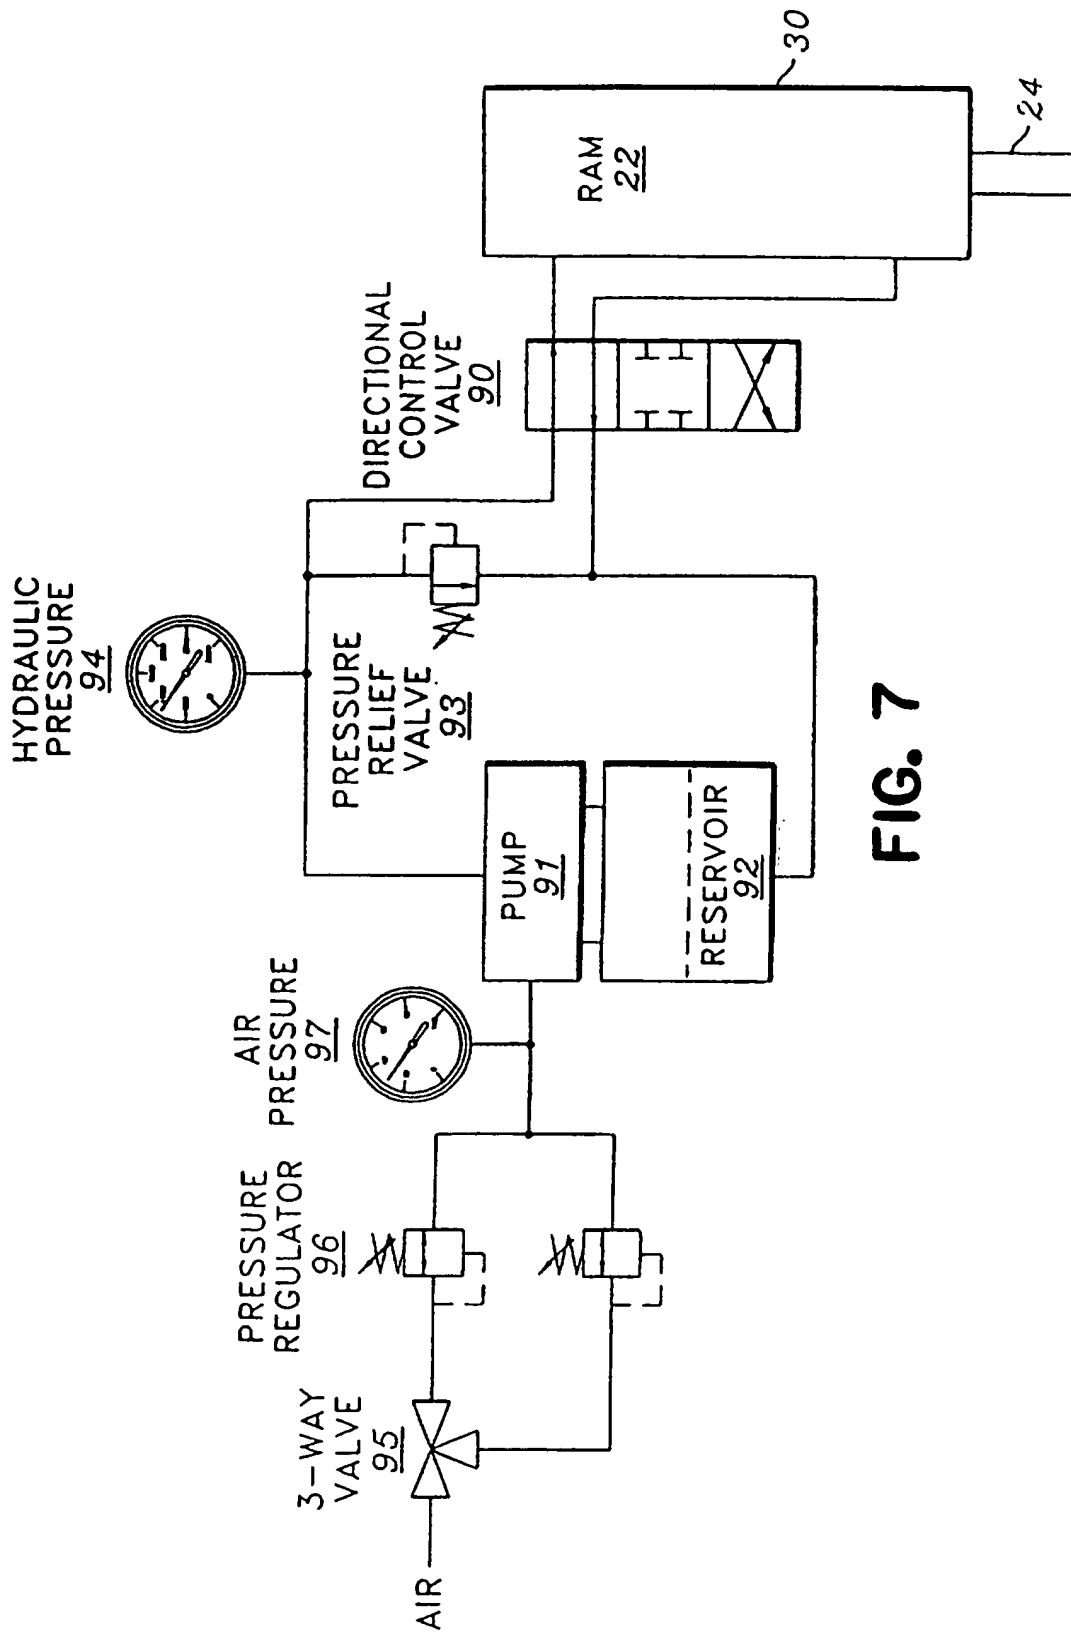 AIR
3-WAY
VALVE
95
PRESSURE
REGULATOR
96
AIR
PRESSURE
97
HYDRAULIC
PRESSURE
94
PUMP
91
RESERVOIR
92
PRESSURE
RELIEF
VALVE
93
DIRECTIONAL
CONTROL
VALVE
90
RAM
22
30
24
FIG. 7